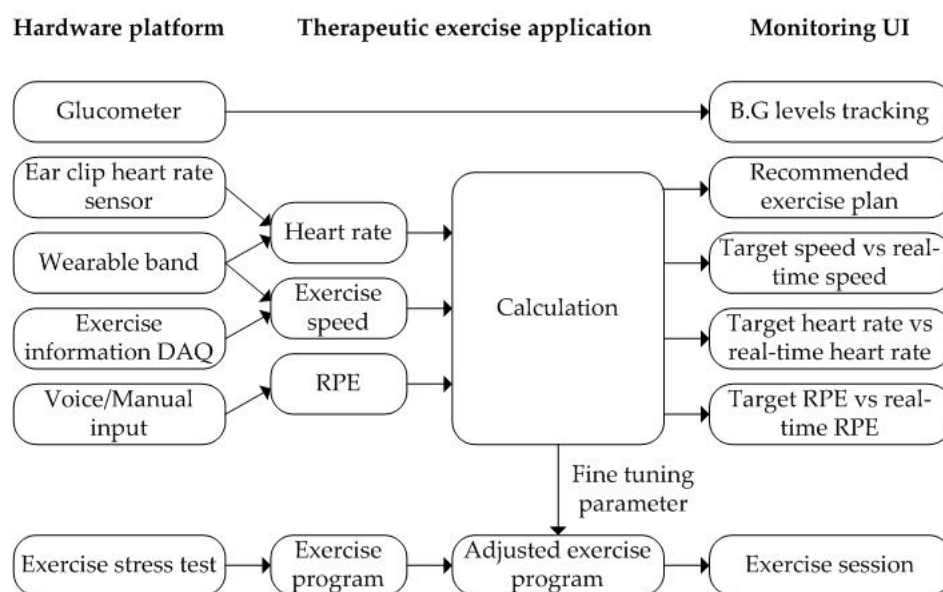 Hardware platform
Therapeutic exercise application
Monitoring UI
Glucometer
B.G levels tracking
Ear clip heart rate
sensor
Heart rate
Recommended
exercise plan
Wearable band
Exercise
speed
Calculation
Target speed vs real-
time speed
Exercise
information DAQ
Target heart rate vs
real-time heart rate
Voice/Manual
input
RPE
Target RPE vs real-
time RPE
Fine tuning
parameter
Exercise stress test
Exercise
program
Adjusted exercise
program
Exercise session